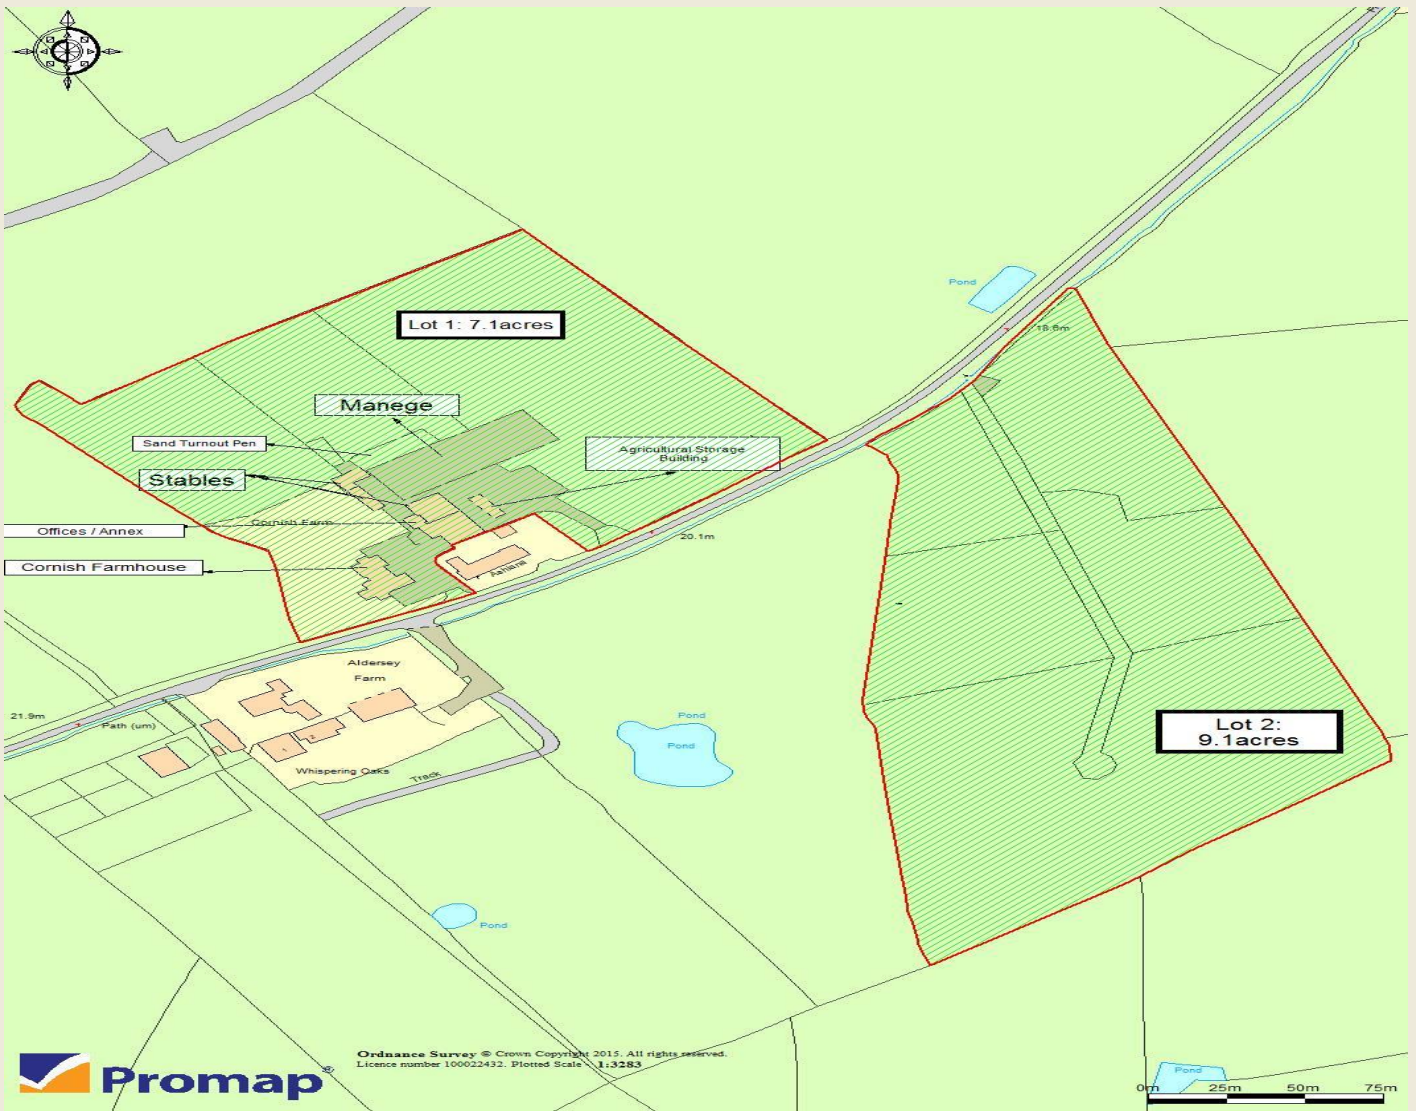 Pond
18.6m
Lot 1: 7.1acres
Manege
Sand Turnout Pen
Agricultural Storage
Building
Stables
Cornish Farm
Offices / Annex
20.1m
Cornish Farmhouse
Aldersey
Farm
21.9m
Path (um)
1
2
Whispering Oaks
Track
Pond
Pond
Lot 2:
9.1acres
Pond
Ordnance Survey © Crown Copyright 2015. All rights reserved.
Licence number 100022432. Plotted Scale - 1:3283
Promap®
Pond
0m 25m 50m 75m